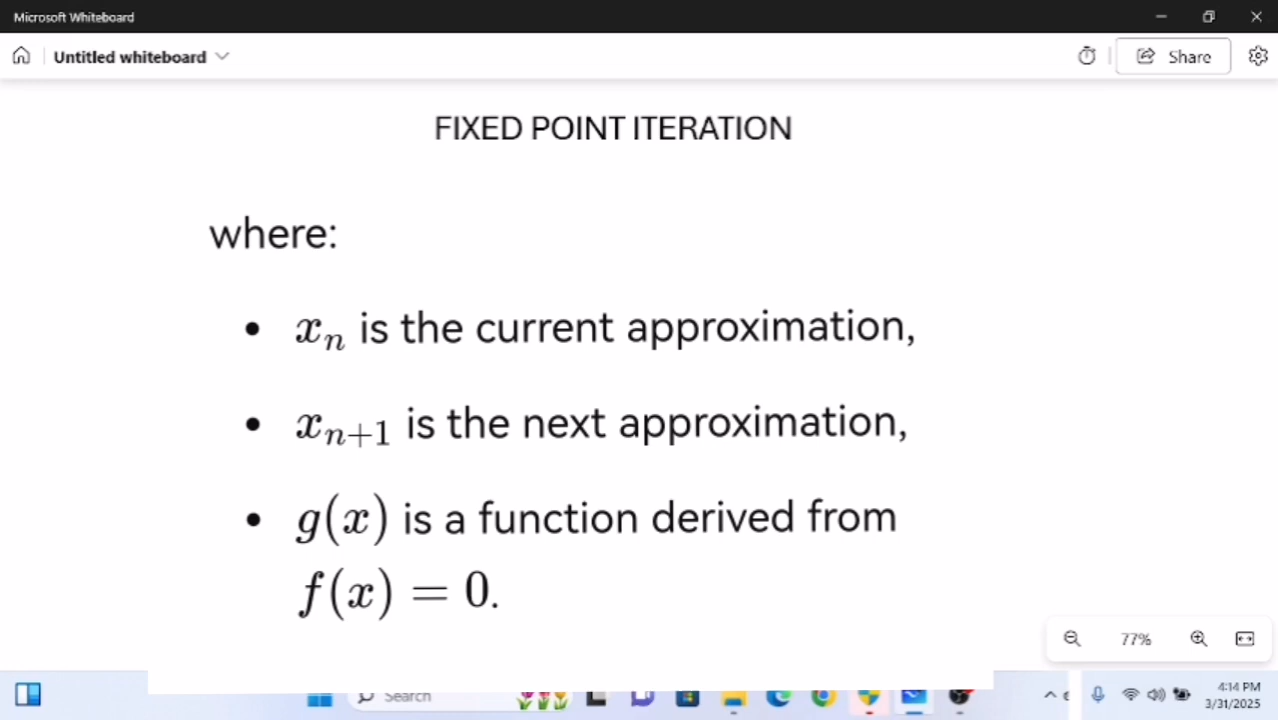 Microsoft Whiteboard
Untitled whiteboard
Share
FIXED POINT ITERATION
where:
• xₙ is the current approximation,
• xₙ₊₁ is the next approximation,
• g(x) is a function derived from
f(x) = 0.
77%
Search
4:14 PM
3/31/2025